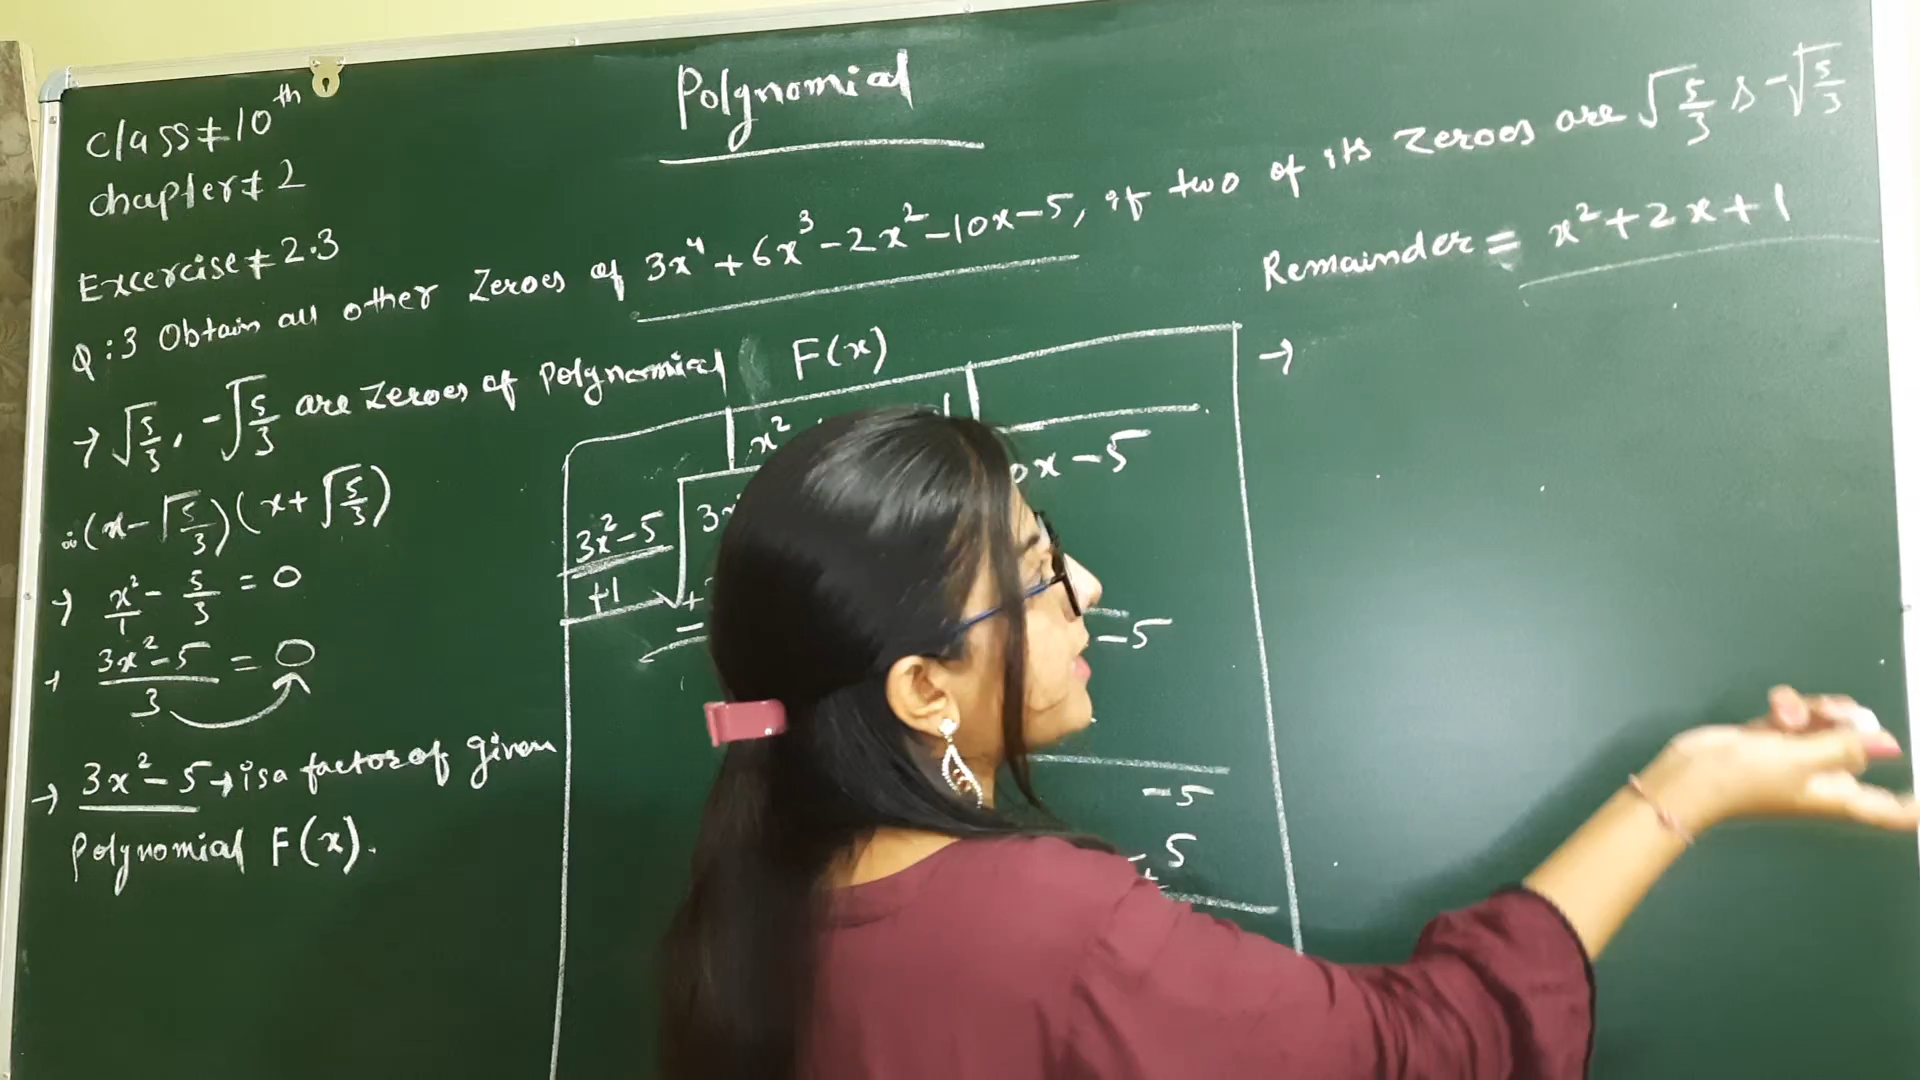 Polynomial
Class ≠ 10th
Chapter ≠ 2
Excercise ≠ 2.3
Q:3 Obtain all other Zeroes of 3x⁴+6x³-2x²-10x-5, if two of its Zeroes are √5/3 & -√5/3
→ √5/3, -√5/3 are Zeroes of Polynomial F(x)
∴ (x-√5/3)(x+√5/3)
→ x²/1 - 5/3 = 0
→ 3x²-5/3 = 0
→ 3x²-5 → is a factor of given
Polynomial F(x).
x²
3x²-5
+1
x-5
-5
-5
-5
Remainder = x²+2x+1
→